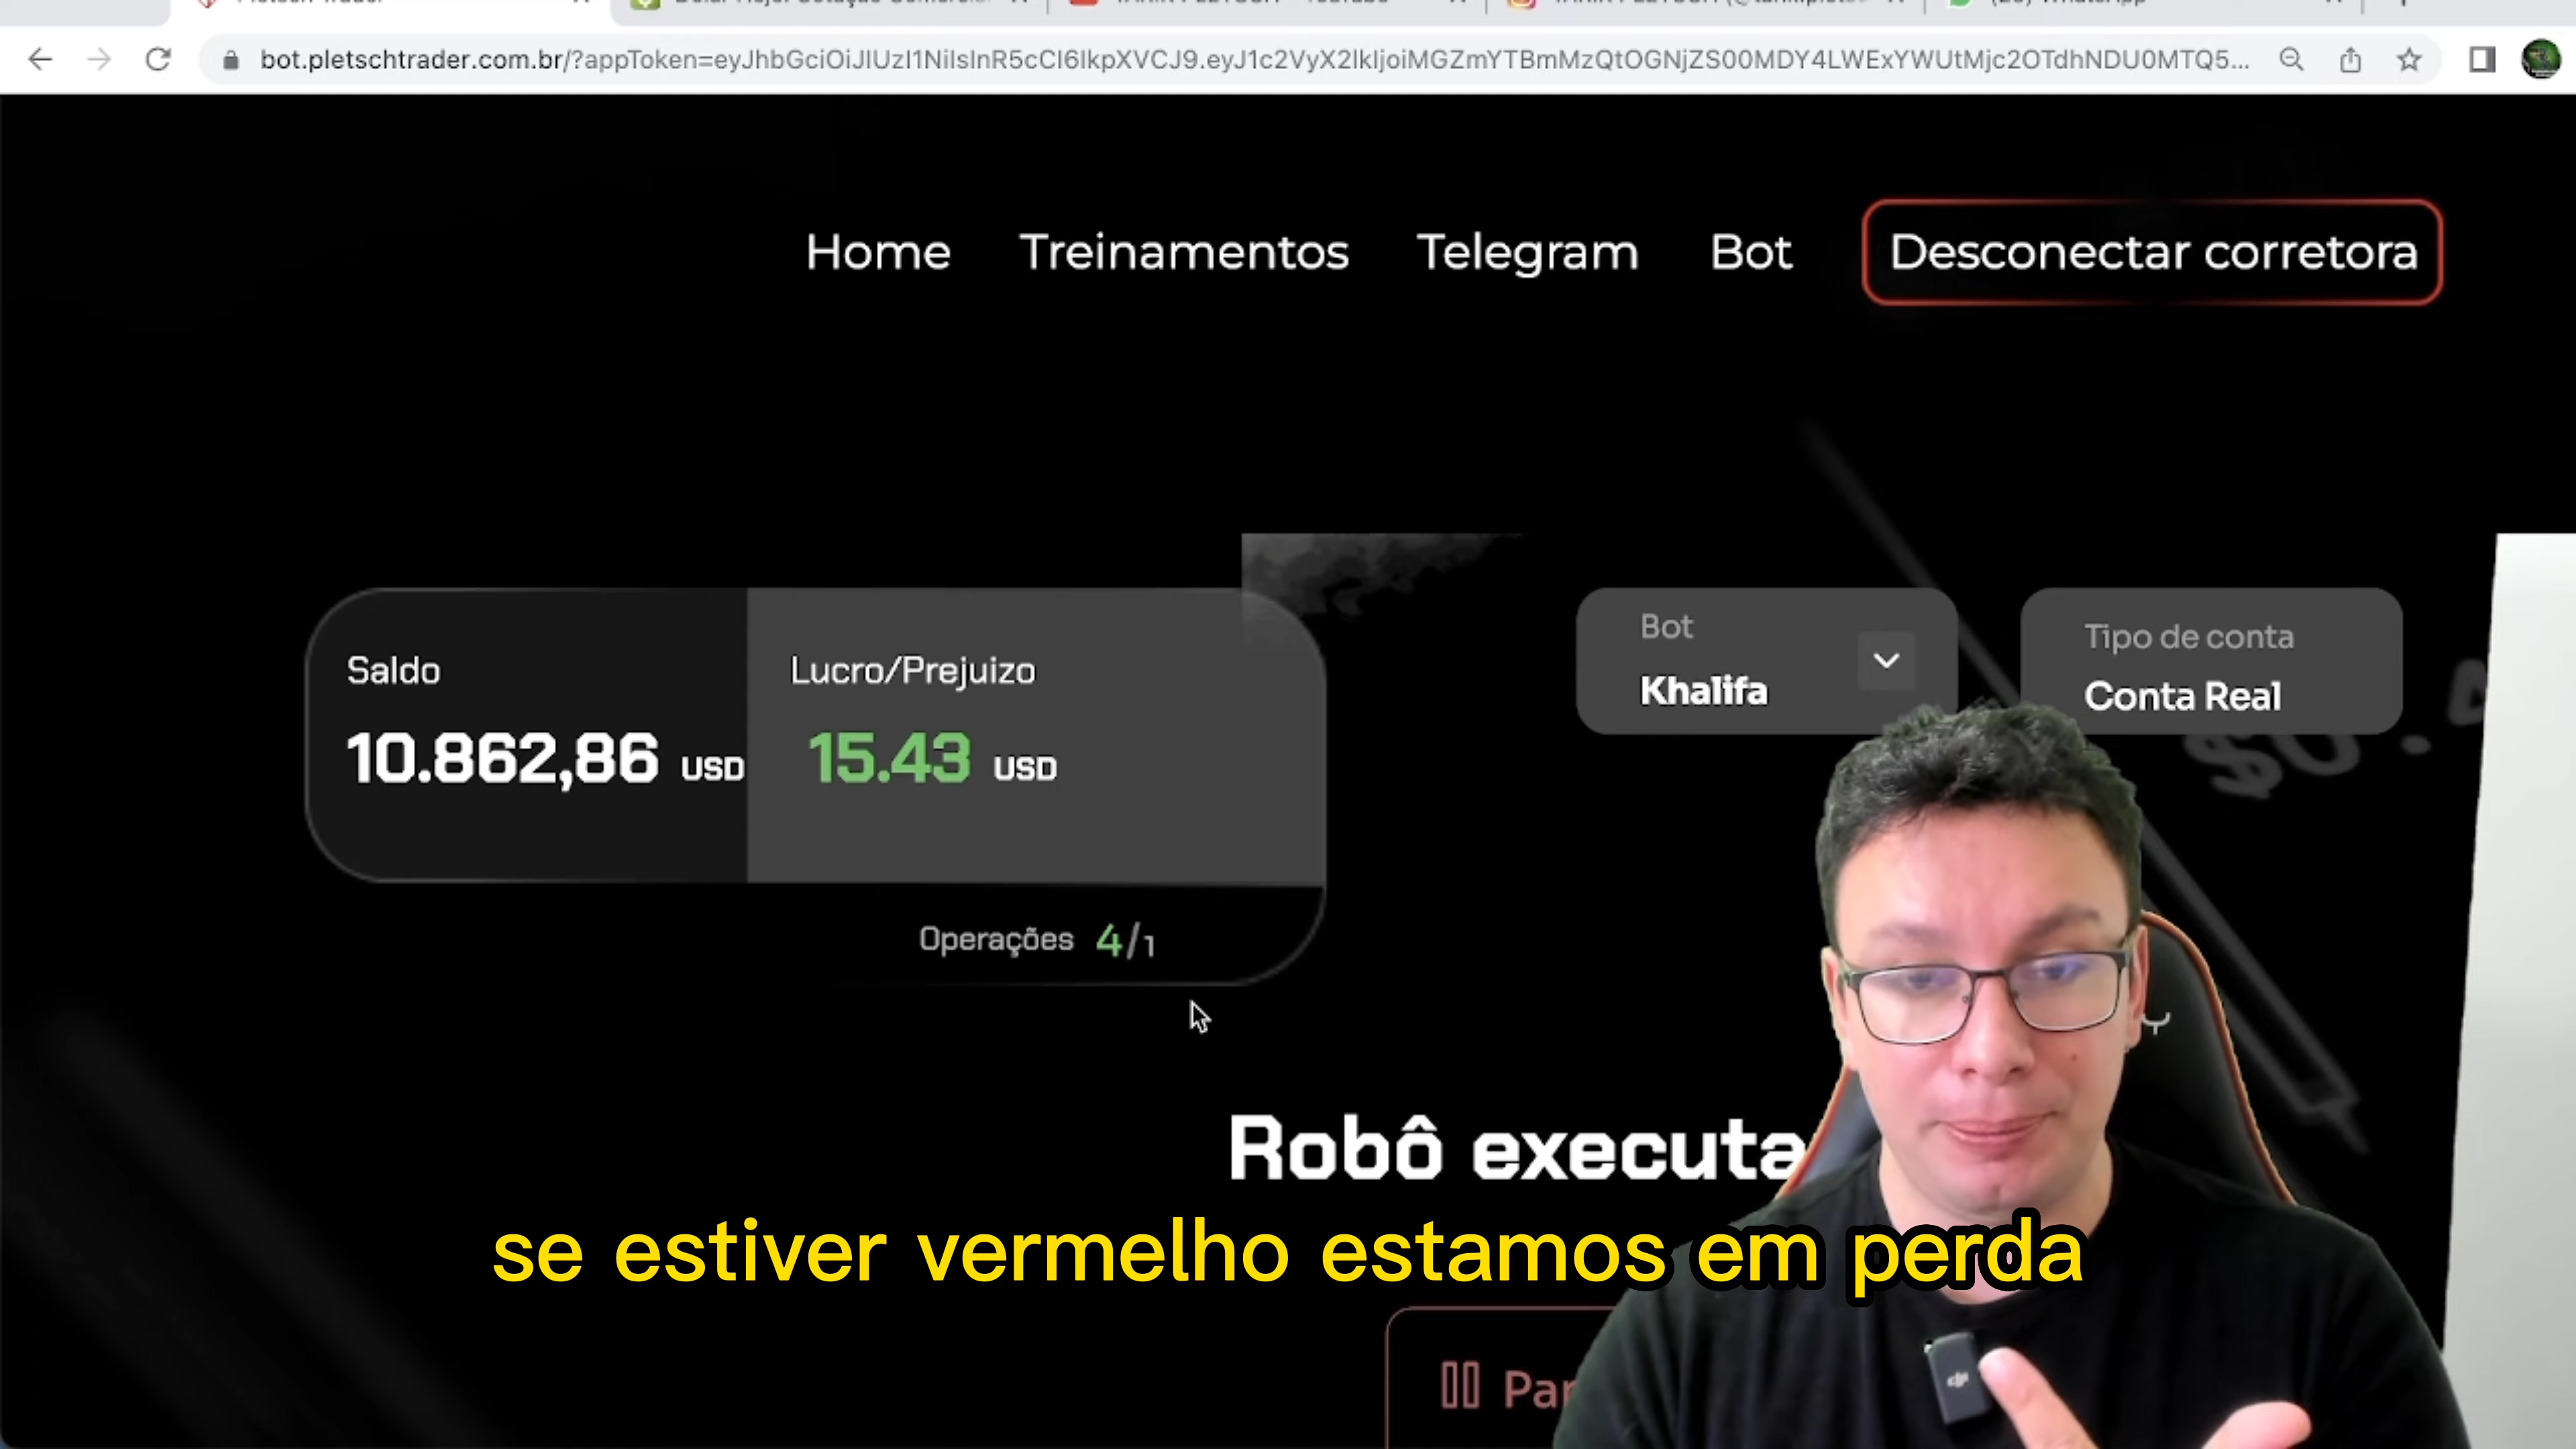 bot.pletschtrader.com.br/?appToken=eyJhbGciOiJIUzI1NiIsInR5cCI6IkpXVCJ9.eyJ1c2VyX2lkIjoiMGZmYTBmMzQtOGNjZS00MDY4LWExYWUtMjc2OTdhNDU0MTQ5...
Home Treinamentos Telegram Bot Desconectar corretora
Saldo Lucro/Prejuizo
10.862,86 USD 15.43 USD
Bot
Khalifa
Tipo de conta
Conta Real
Operações 4/1
Robô executa
se estiver vermelho estamos em perda
Par